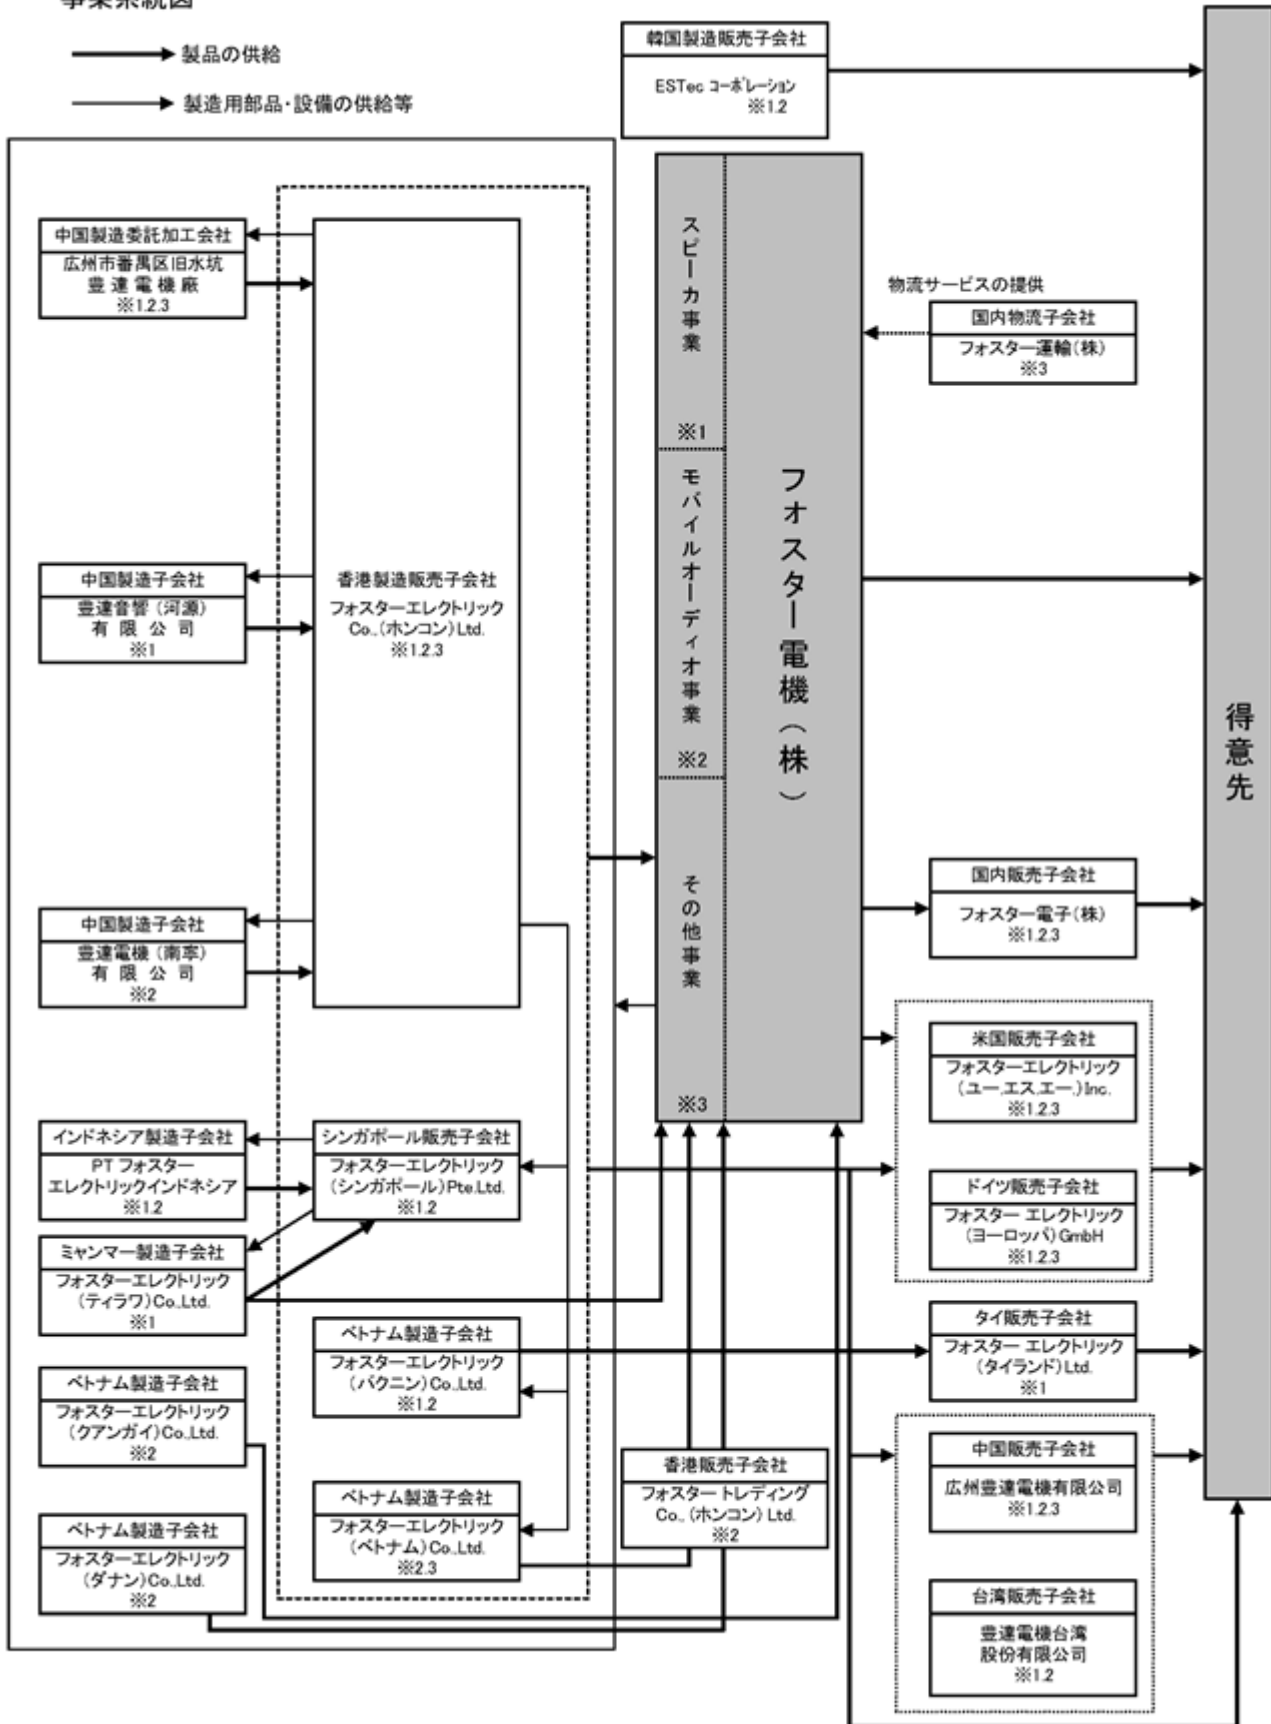 事業系統図
製品の供給
製造用部品・設備の供給等
韓国製造販売子会社
ESTec コーポレーション
※1.2
中国製造委託加工会社
広州市番禺区旧水坑
豊達電機廠
※1.2.3
中国製造子会社
豊達音響(河源)
有限公司
※1
中国製造子会社
豊達電機(南寧)
有限公司
※2
香港製造販売子会社
フォスターエレクトリック
Co.,(ホンコン)Ltd.
※1.2.3
インドネシア製造子会社
PT フォスター
エレクトリックインドネシア
※1.2
シンガポール販売子会社
フォスターエレクトリック
(シンガポール)Pte.Ltd.
※1.2
ミャンマー製造子会社
フォスターエレクトリック
(ティラワ)Co.,Ltd.
※1
ベトナム製造子会社
フォスターエレクトリック
(バクニン)Co.,Ltd.
※1.2
ベトナム製造子会社
フォスターエレクトリック
(クアンガイ)Co.,Ltd.
※2
ベトナム製造子会社
フォスターエレクトリック
(ベトナム)Co.,Ltd.
※2.3
ベトナム製造子会社
フォスターエレクトリック
(ダナン)Co.,Ltd.
※2
スピーカ事業
※1
モバイルオーディオ事業
※2
その他事業
※3
フォスター電機(株)
香港販売子会社
フォスタートレディング
Co.,(ホンコン) Ltd.
※2
物流サービスの提供
国内物流子会社
フォスター運輸(株)
※3
国内販売子会社
フォスター電子(株)
※1.2.3
米国販売子会社
フォスターエレクトリック
(ユー.エス.エー.)Inc.
※1.2.3
ドイツ販売子会社
フォスター エレクトリック
(ヨーロッパ)GmbH
※1.2.3
タイ販売子会社
フォスター エレクトリック
(タイランド)Ltd.
※1
中国販売子会社
広州豊達電機有限公司
※1.2.3
台湾販売子会社
豊達電機台湾
股份有限公司
※1.2
得意先